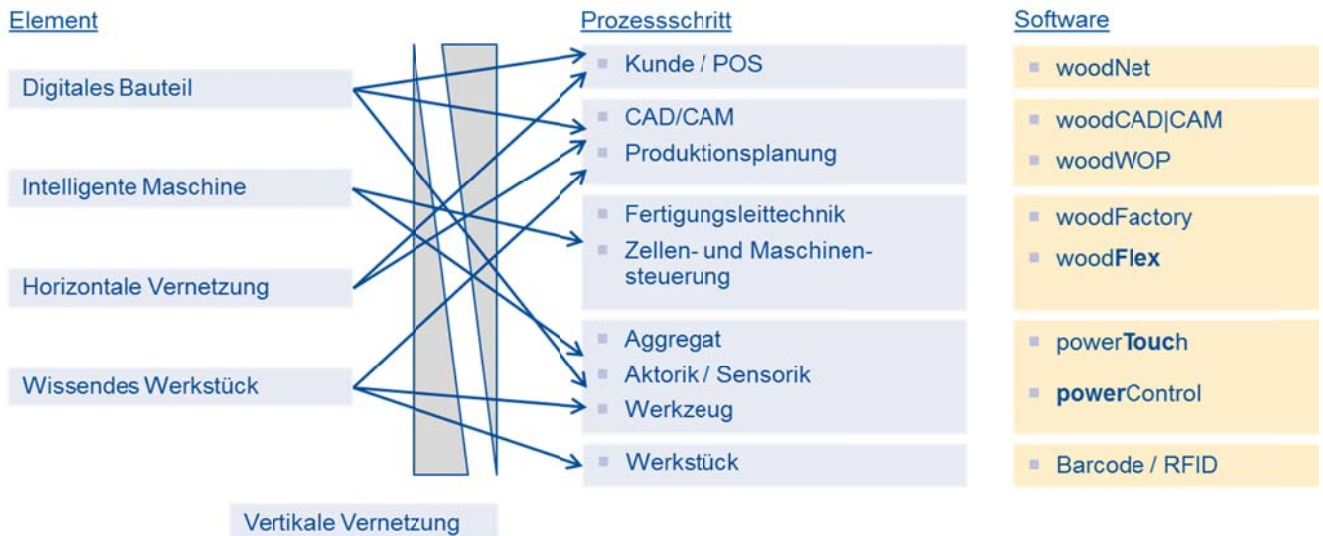 Element
Prozessschritt
Software
Digitales Bauteil
Intelligente Maschine
Horizontale Vernetzung
Wissendes Werkstück
Vertikale Vernetzung
Kunde / POS
CAD/CAM
Produktionsplanung
Fertigungsleittechnik
Zellen- und Maschinen-
steuerung
Aggregat
Aktorik / Sensorik
Werkzeug
Werkstück
woodNet
woodCAD|CAM
woodWOP
woodFactory
woodFlex
powerTouch
powerControl
Barcode / RFID